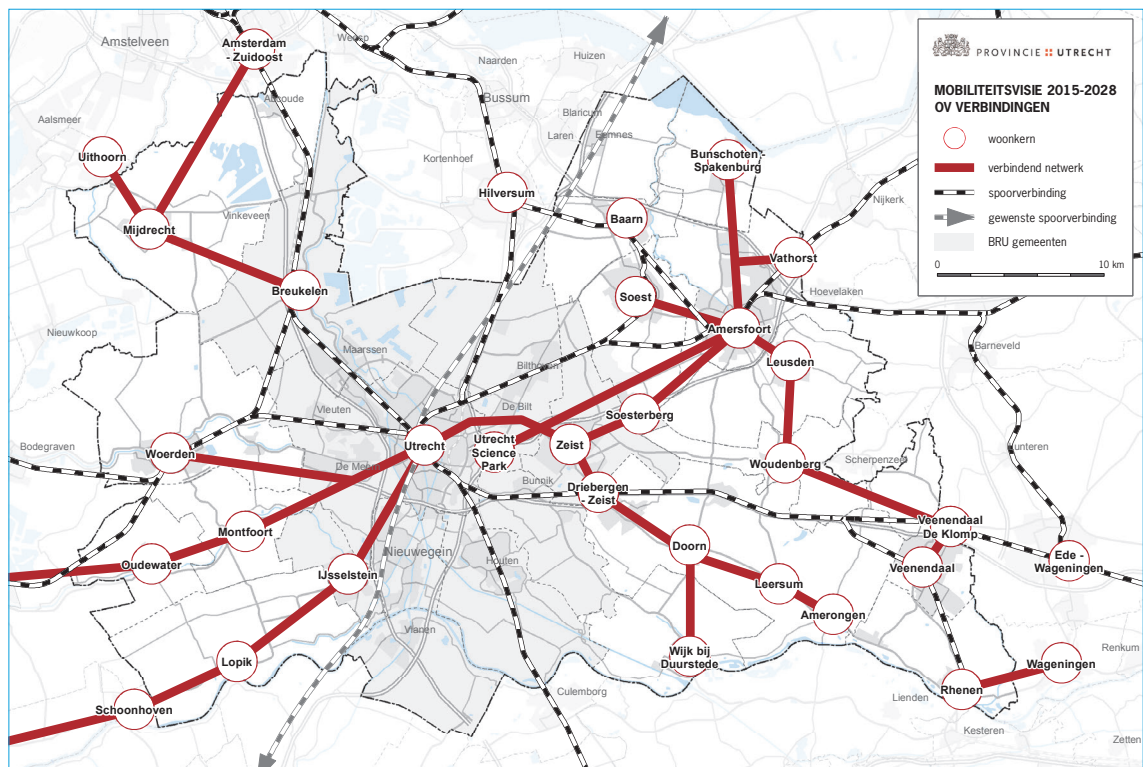 Amstelveen
Amsterdam
- Zuidoost
Weesp
Naarden
Huizen
Bussum
Blaricum
Laren
Eemnes
Abcoude
Aalsmeer
Uithoorn
Kortenhoef
Bunschoten -
Spakenburg
Nijkerk
Hilversum
Baarn
Vinkeveen
Mijdrecht
Vathorst
Hoevelaken
Breukelen
Soest
Amersfoort
Nieuwkoop
Maarssen
Bilthoven
Leusden
Barneveld
Vleuten
De Bilt
Soesterberg
Bodegraven
Woerden
De Meern
Utrecht
Utrecht
Science
Park
Zeist
Bunnik
Woudenberg
Scherpenzeel
Driebergen
- Zeist
Montfoort
Veenendaal
De Klomp
Oudewater
Nieuwegein
Houten
Doorn
Ede -
Wageningen
IJsselstein
Veenendaal
Leersum
Amerongen
Vianen
Lopik
Wijk bij
Duurstede
Renkum
Wageningen
Rhenen
Lienden
Culemborg
Schoonhoven
Kesteren
Zetten
PROVINCIE UTRECHT
MOBILITEITSVISIE 2015-2028
OV VERBINDINGEN
woonkern
verbindend netwerk
spoorverbinding
gewenste spoorverbinding
BRU gemeenten
0 10 km